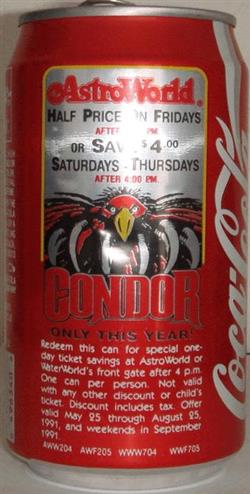 AstroWorld®
HALF PRICE ON FRIDAYS
AFTER PM
OR SAVE $4.00
SATURDAYS - THURSDAYS
AFTER 4:00 PM.
CONDOR
ONLY THIS YEAR!
Redeem this can for special one-
day ticket savings at AstroWorld or
WaterWorld's front gate after 4 p.m.
One can per person. Not valid
with any other discount or child's
ticket. Discount includes tax. Offer
valid May 25 through August 25,
1991, and weekends in September
1991.
AWW204 AWF205 WWW704 WWF705
Coca-Cola